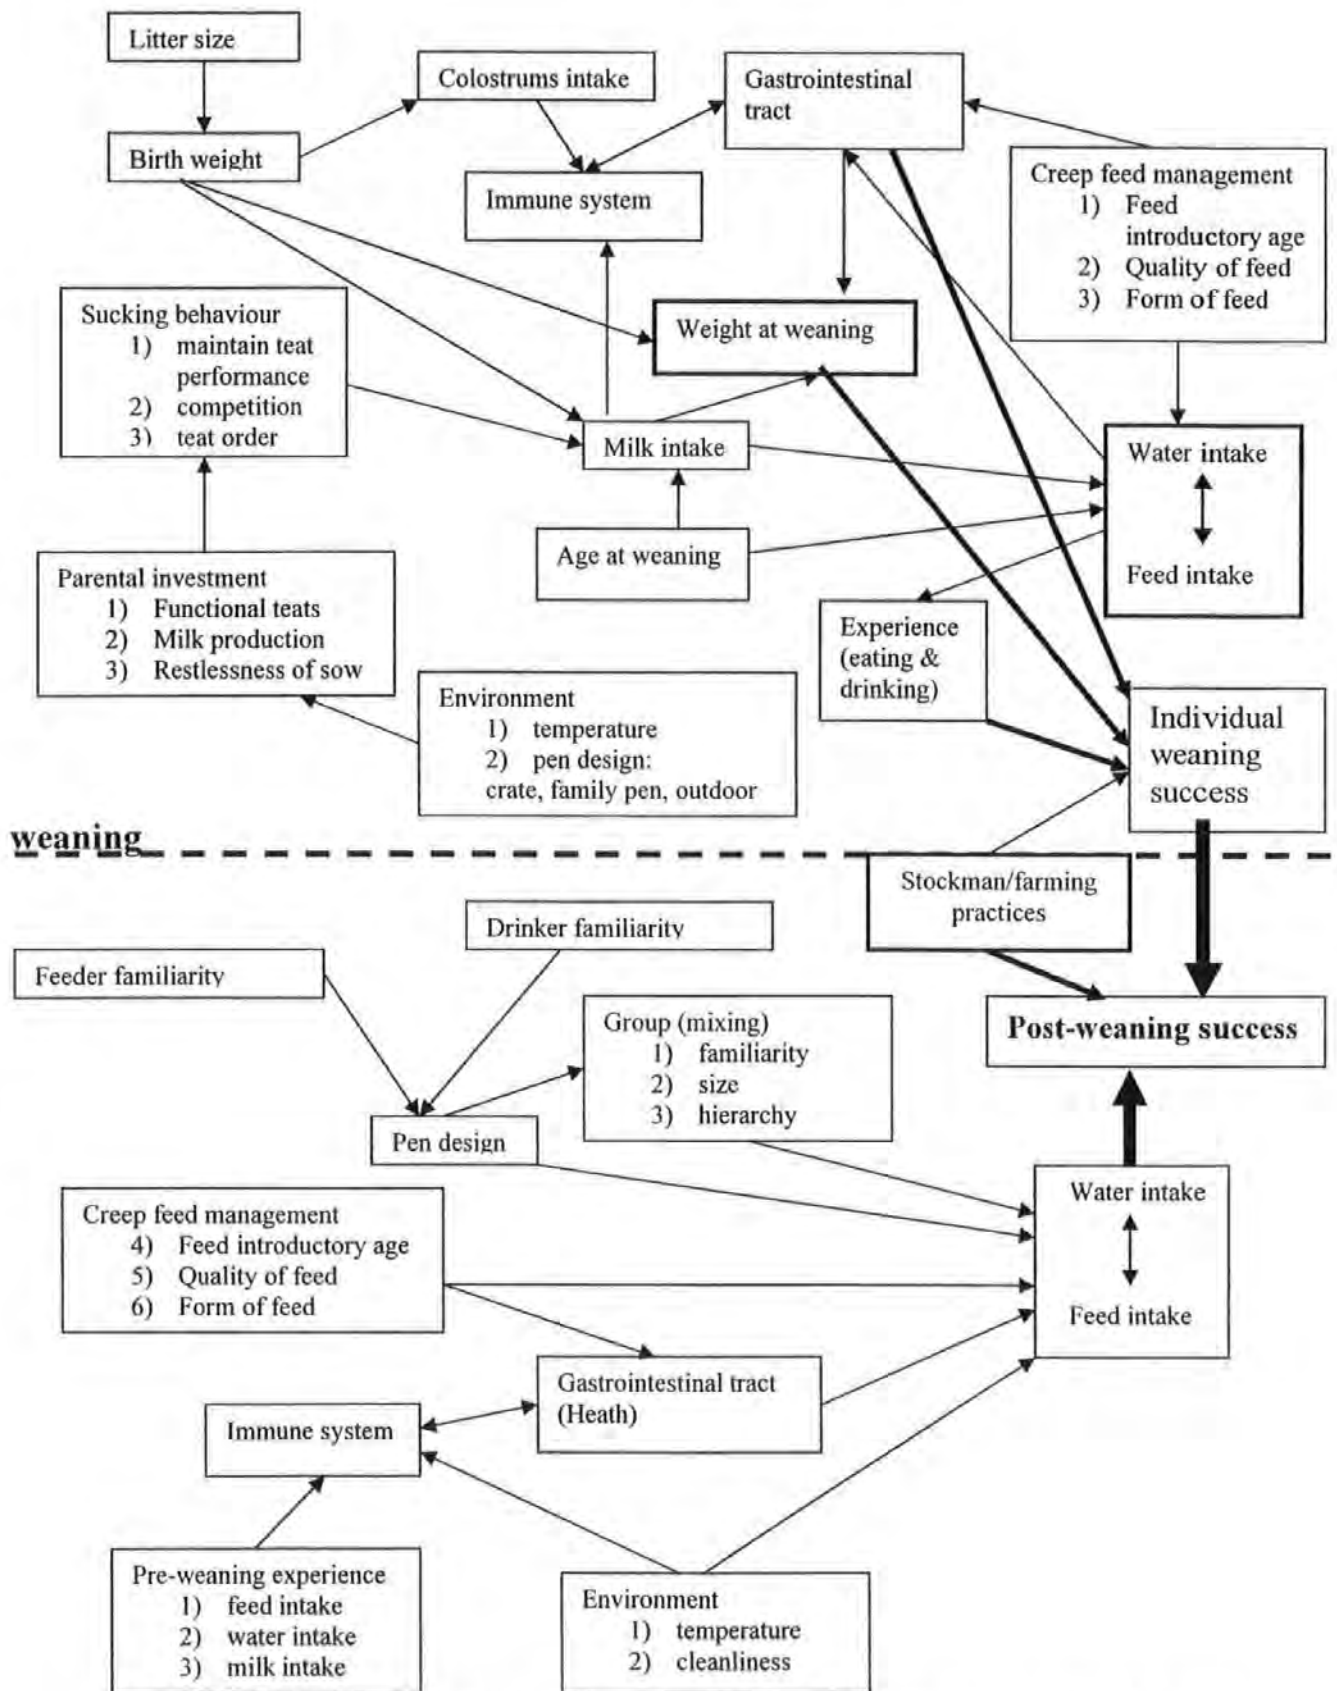 Litter size
Colostrums intake
Gastrointestinal
tract
Birth weight
Immune system
Creep feed management
1) Feed
introductory age
2) Quality of feed
3) Form of feed
Sucking behaviour
1) maintain teat
performance
2) competition
3) teat order
Weight at weaning
Milk intake
Water intake
Feed intake
Age at weaning
Parental investment
1) Functional teats
2) Milk production
3) Restlessness of sow
Experience
(eating &
drinking)
Environment
1) temperature
2) pen design:
crate, family pen, outdoor
Individual
weaning
success
weaning
Stockman/farming
practices
Drinker familiarity
Feeder familiarity
Group (mixing)
1) familiarity
2) size
3) hierarchy
Post-weaning success
Pen design
Water intake
Feed intake
Creep feed management
4) Feed introductory age
5) Quality of feed
6) Form of feed
Gastrointestinal tract
(Heath)
Immune system
Pre-weaning experience
1) feed intake
2) water intake
3) milk intake
Environment
1) temperature
2) cleanliness